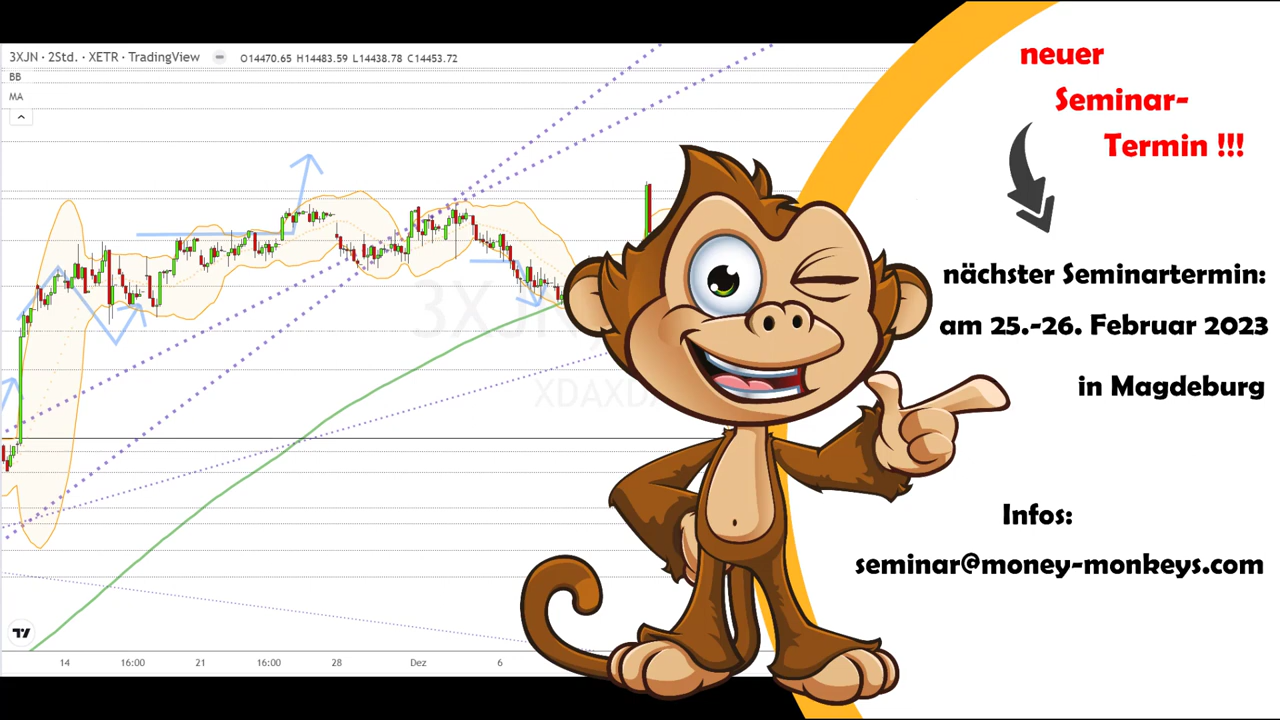 3XJN · 2Std. · XETR · TradingView O14470.65 H14483.59 L14438.78 C14453.72
BB
MA
neuer
Seminar-
Termin !!!
nächster Seminartermin:
am 25.-26. Februar 2023
in Magdeburg
Infos:
seminar@money-monkeys.com
14 16:00 21 16:00 28 Dez 6